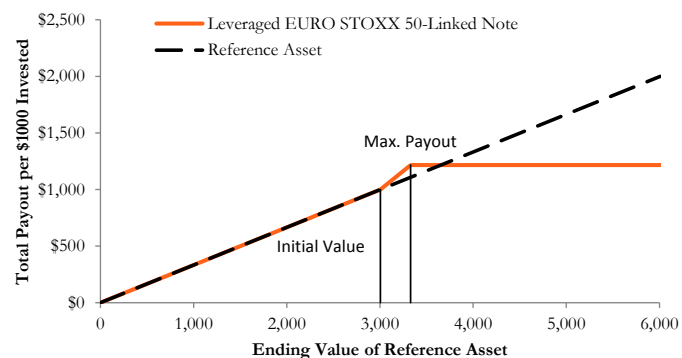 $2,500
Leveraged EURO STOXX 50-Linked Note
Reference Asset
$2,000
$1,500
Max. Payout
$1,000
$500
Initial Value
$0
0 1,000 2,000 3,000 4,000 5,000 6,000
Total Payout per $1000 Invested
Ending Value of Reference Asset